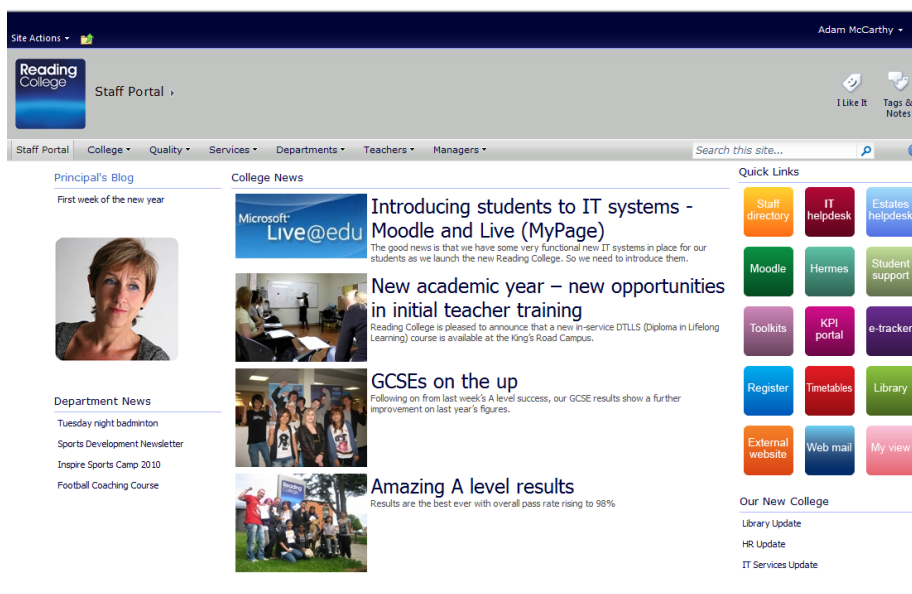 Adam McCarthy
Site Actions
Reading
College
Staff Portal
I Like It
Tags &
Notes
Staff Portal
College
Quality
Services
Departments
Teachers
Managers
Search this site...
Principal's Blog
First week of the new year
Department News
Tuesday night badminton
Sports Development Newsletter
Inspire Sports Camp 2010
Football Coaching Course
College News
Microsoft
Live@edu
Introducing students to IT systems -
Moodle and Live (MyPage)
The good news is that we have some very functional new IT systems in place for our
students as we launch the new Reading College. So we need to introduce them.
New academic year – new opportunities
in initial teacher training
Reading College is pleased to announce that a new in-service DTLLS (Diploma in Lifelong
Learning) course is available at the King's Road Campus.
GCSEs on the up
Following on from last week's A level success, our GCSE results show a further
improvement on last year's figures.
Reading
Amazing A level results
Results are the best ever with overall pass rate rising to 98%
Quick Links
Staff
directory
IT
helpdesk
Estates
helpdesk
Moodle
Hermes
Student
support
Toolkits
KPI
portal
e-tracker
Register
Timetables
Library
External
website
Web mail
My view
Our New College
Library Update
HR Update
IT Services Update